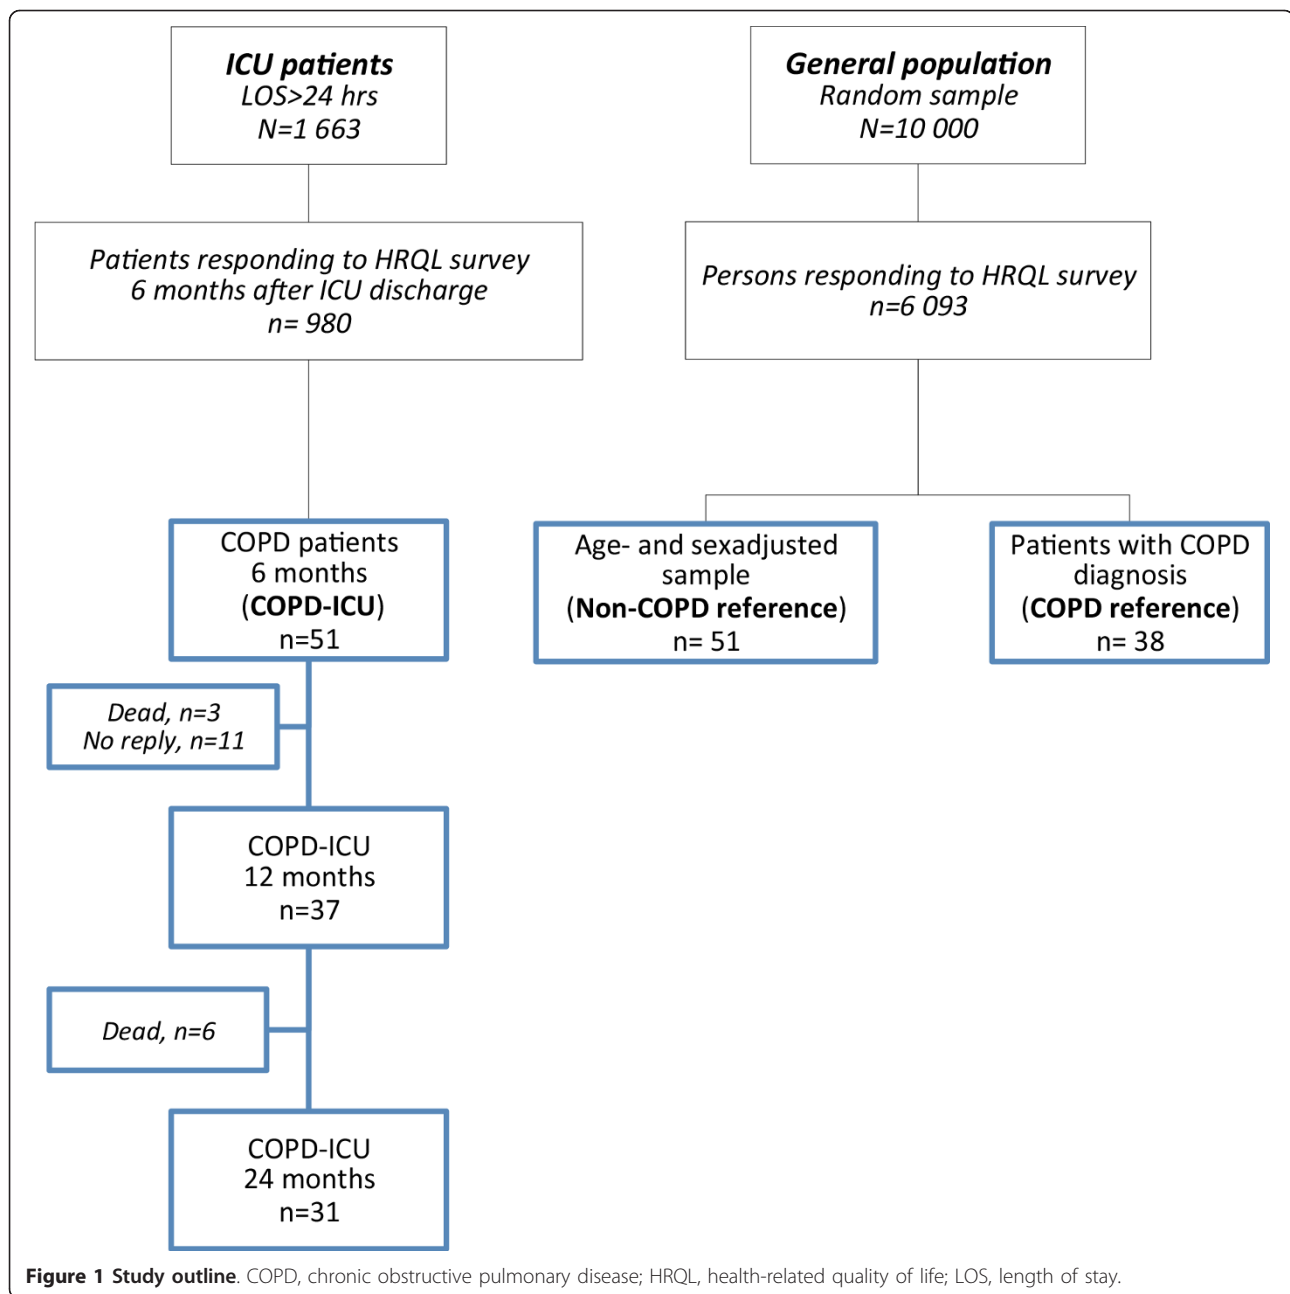 ICU patients
LOS>24 hrs
N=1 663
General population
Random sample
N=10 000
Patients responding to HRQL survey
6 months after ICU discharge
n= 980
Persons responding to HRQL survey
n=6 093
COPD patients
6 months
(COPD-ICU)
n=51
Age- and sexadjusted
sample
(Non-COPD reference)
n= 51
Patients with COPD
diagnosis
(COPD reference)
n= 38
Dead, n=3
No reply, n=11
COPD-ICU
12 months
n=37
Dead, n=6
COPD-ICU
24 months
n=31
Figure 1 Study outline. COPD, chronic obstructive pulmonary disease; HRQL, health-related quality of life; LOS, length of stay.